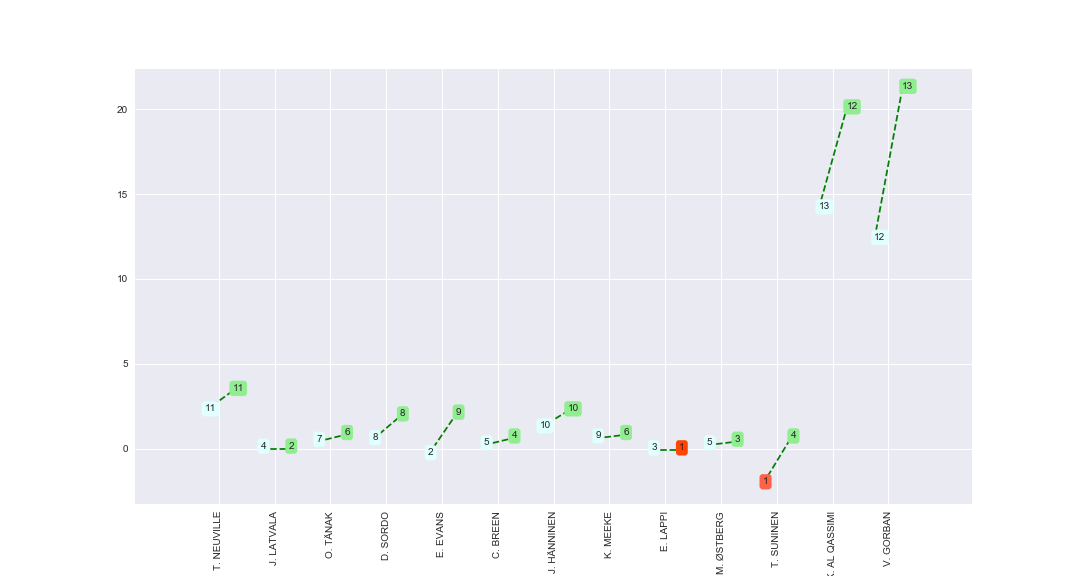 20
15
10
5
0
11 11
4 2
7 6
8 8
2 9
5 4
10 10
9 6
3 1
5 3
1 4
13 12
12 13
T. NEUVILLE
J. LATVALA
O. TÄNAK
D. SORDO
E. EVANS
C. BREEN
J. HÄNNINEN
K. MEEKE
E. LAPPI
M. ØSTBERG
T. SUNINEN
AL QASSIMI
V. GORBAN